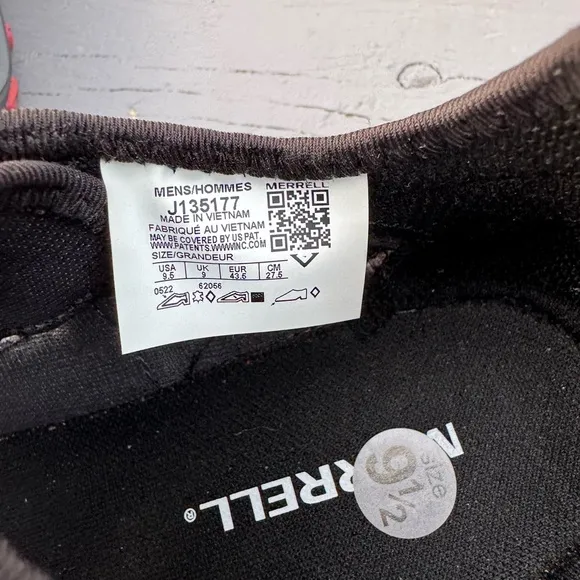 MENS/HOMMES MERRELL
J135177
MADE IN VIETNAM
FABRIQUÉ AU VIETNAM
MAY BE COVERED BY US PAT.
WWW.PATENTS.WWWINC.COM
SIZE/GRANDEUR
USA UK EUR CM
9.5 9 43.5 27.5
0522 62056
MERRELL®
size
9 1/2